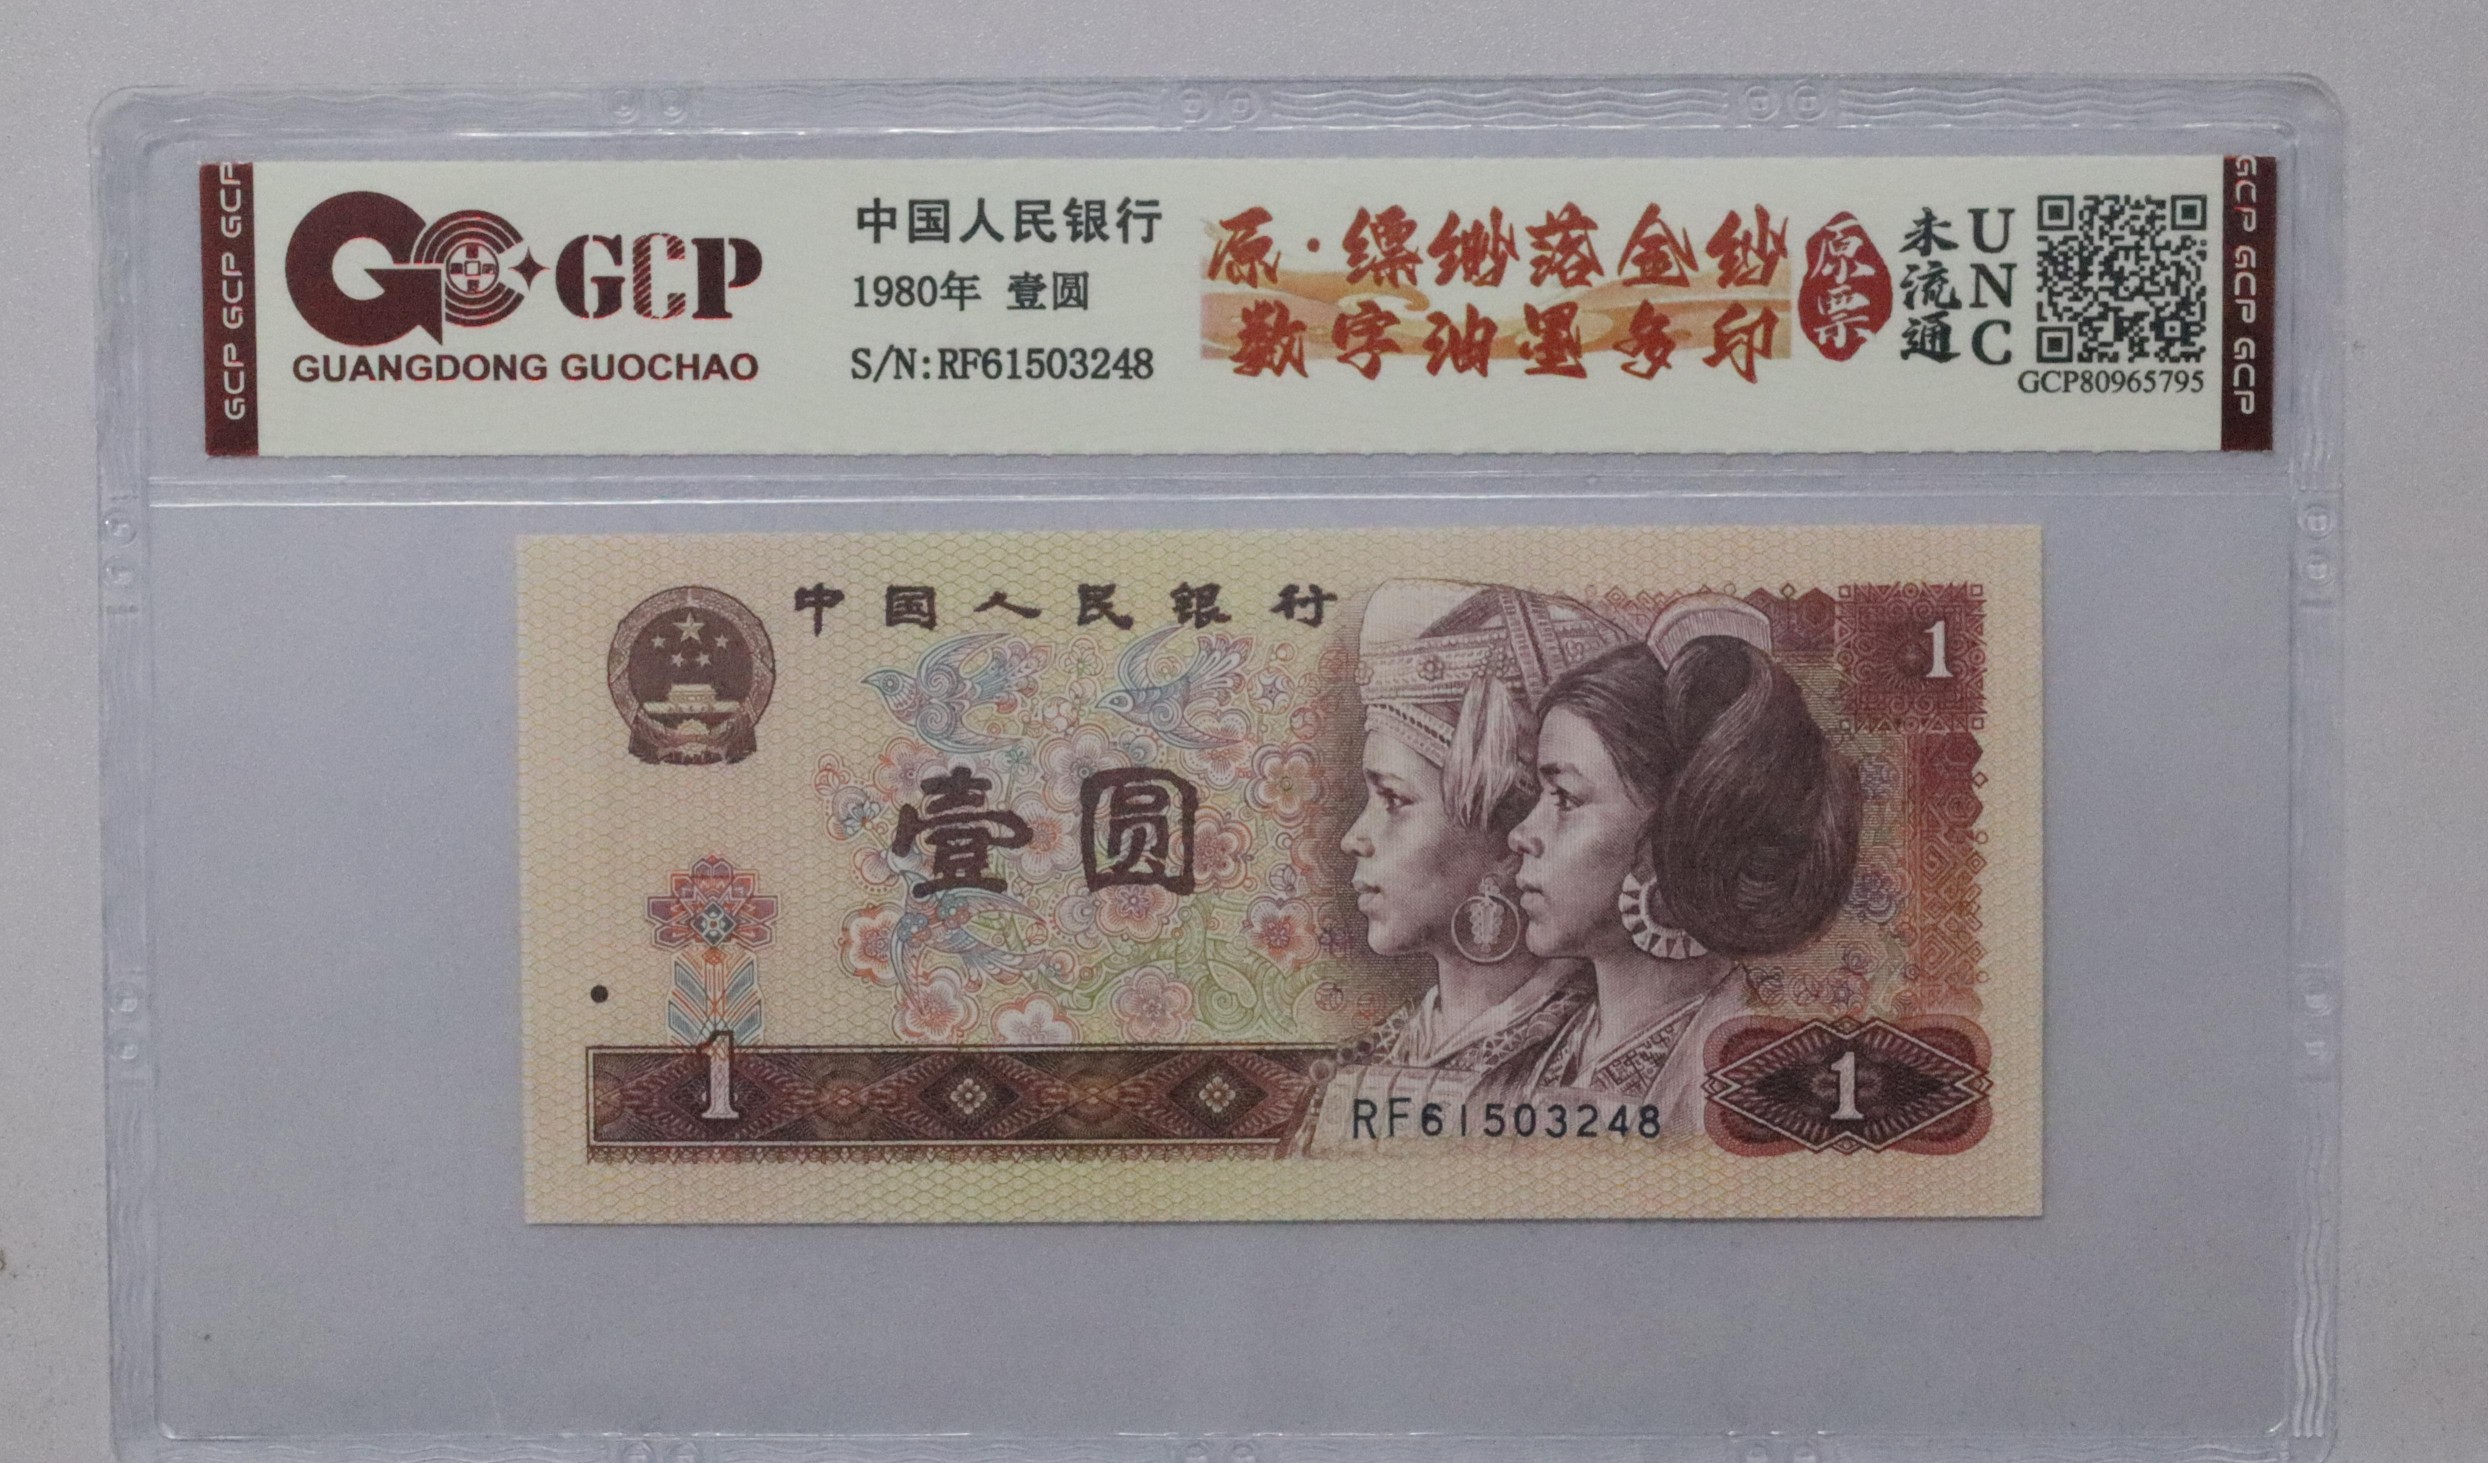 GCP GCP GCP
GCP
GUANGDONG GUOCHAO
中国人民银行
1980年 壹圆
S/N:RF61503248
原·缥缈落金纱
数字油墨多印
原票
未流通
UNC
GCP80965795
GCP GCP GCP
中国人民银行
1
壹圆
1
RF61503248
1